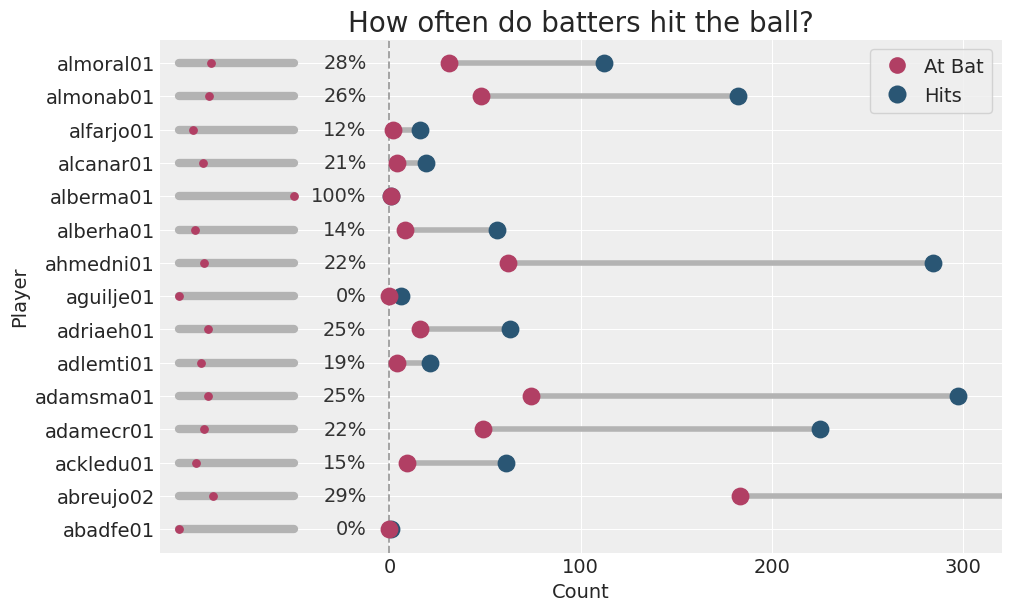 How often do batters hit the ball?
At Bat
Hits
Player
almoral01 28%
almonab01 26%
alfarjo01 12%
alcanar01 21%
alberma01 100%
alberha01 14%
ahmedni01 22%
aguilje01 0%
adriaeh01 25%
adlemti01 19%
adamsma01 25%
adamecr01 22%
ackledu01 15%
abreujo02 29%
abadfe01 0%
0 100 200 300
Count